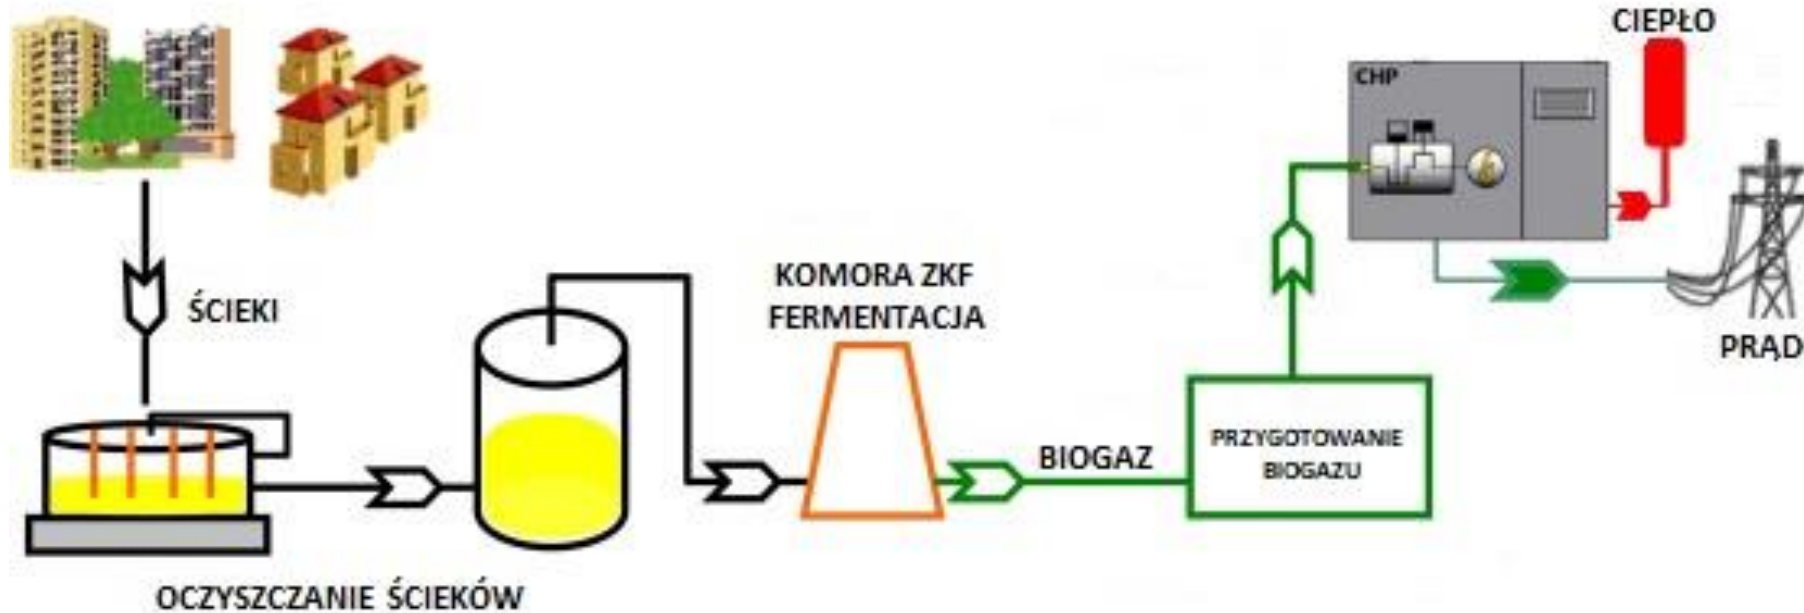 CIEPŁO
CHP
ŚCIEKI
KOMORA ZKF
FERMENTACJA
PRĄD
BIOGAZ
PRZYGOTOWANIE
BIOGAZU
OCZYSZCZANIE ŚCIEKÓW